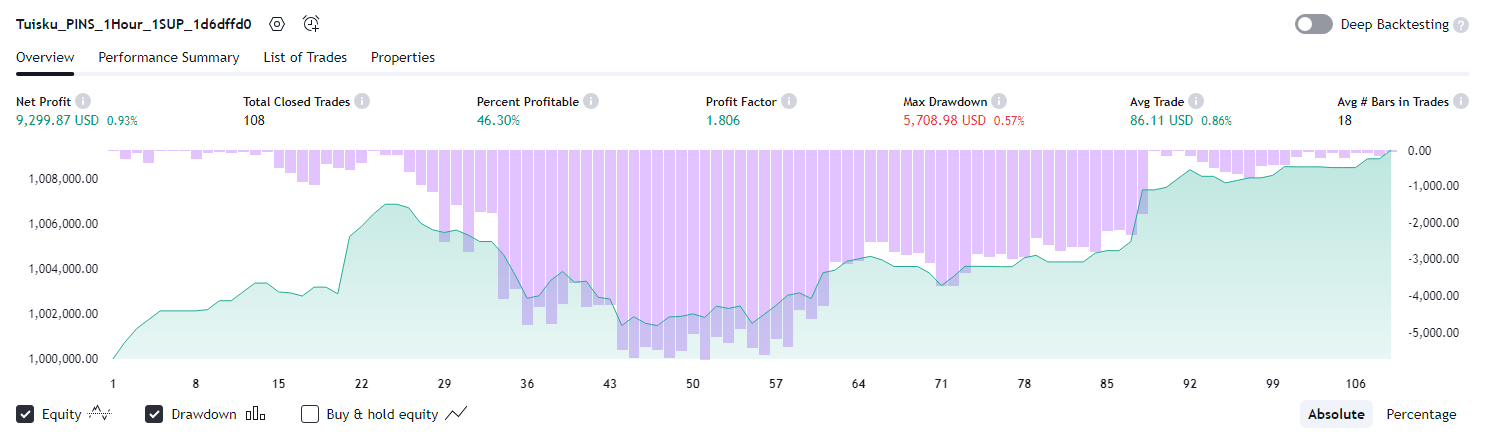 Tuisku_PINS_1Hour_1SUP_1d6dffd0 Deep Backtesting ?
Overview Performance Summary List of Trades Properties
Net Profit Total Closed Trades Percent Profitable Profit Factor Max Drawdown Avg Trade Avg # Bars in Trades
9,299.87 USD 0.93% 108 46.30% 1.806 5,708.98 USD 0.57% 86.11 USD 0.86% 18
0.00
1,008,000.00 -1,000.00
1,006,000.00 -2,000.00
-3,000.00
1,004,000.00
-4,000.00
1,002,000.00
-5,000.00
1,000,000.00
1 8 15 22 29 36 43 50 57 64 71 78 85 92 99 106
Equity Drawdown Buy & hold equity Absolute Percentage